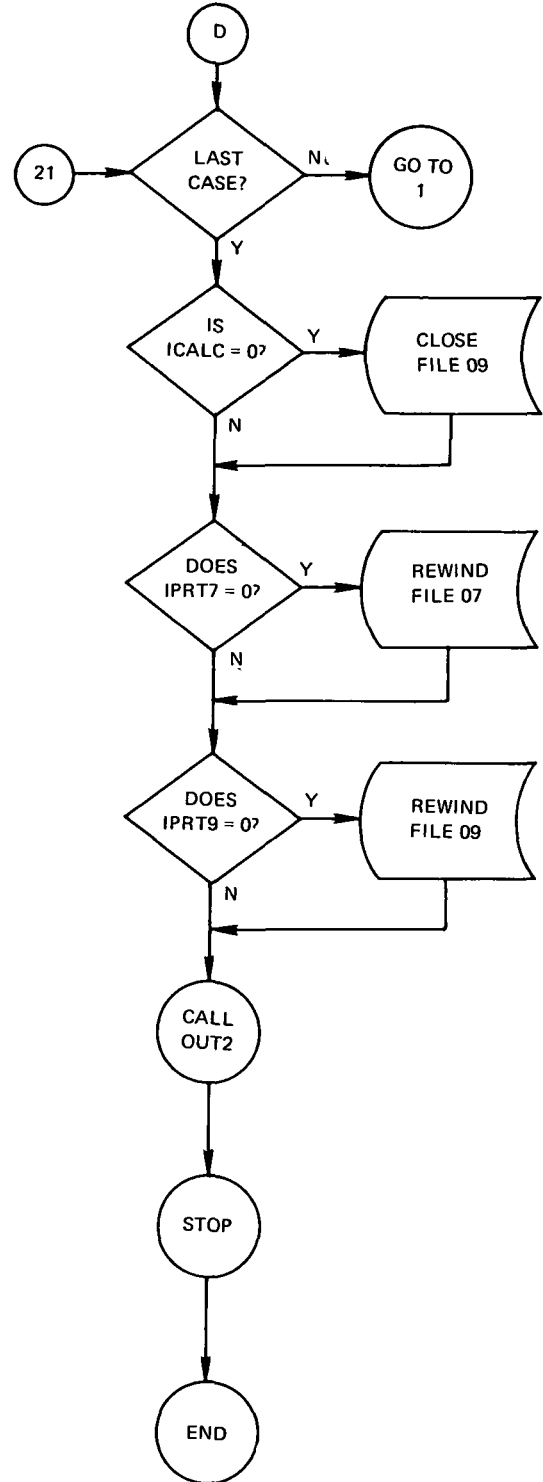 D
21
LAST
CASE?
N
GO TO
1
Y
IS
ICALC = 0?
Y
CLOSE
FILE 09
N
DOES
IPRT7 = 0?
Y
REWIND
FILE 07
N
DOES
IPRT9 = 0?
Y
REWIND
FILE 09
N
CALL
OUT2
STOP
END